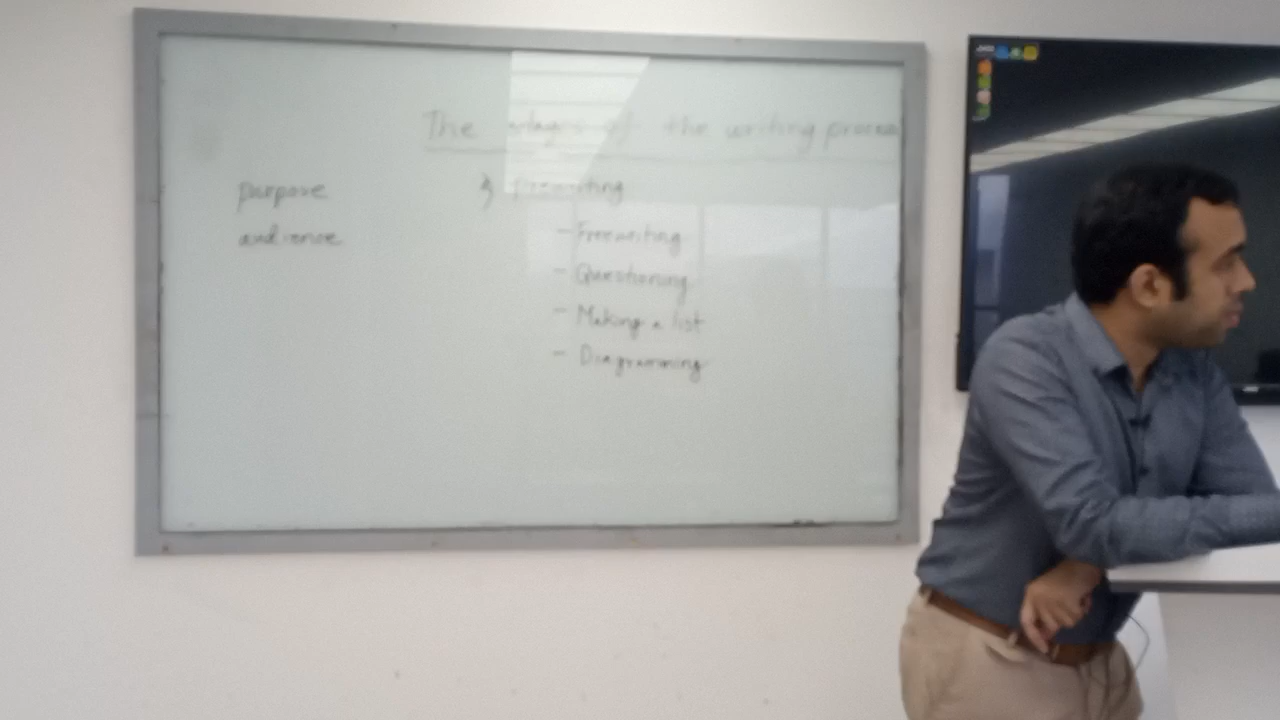 The stages of the writing process
purpose
audience
1) Prewriting
- Freewriting
- Questioning
- Making a list
- Diagramming